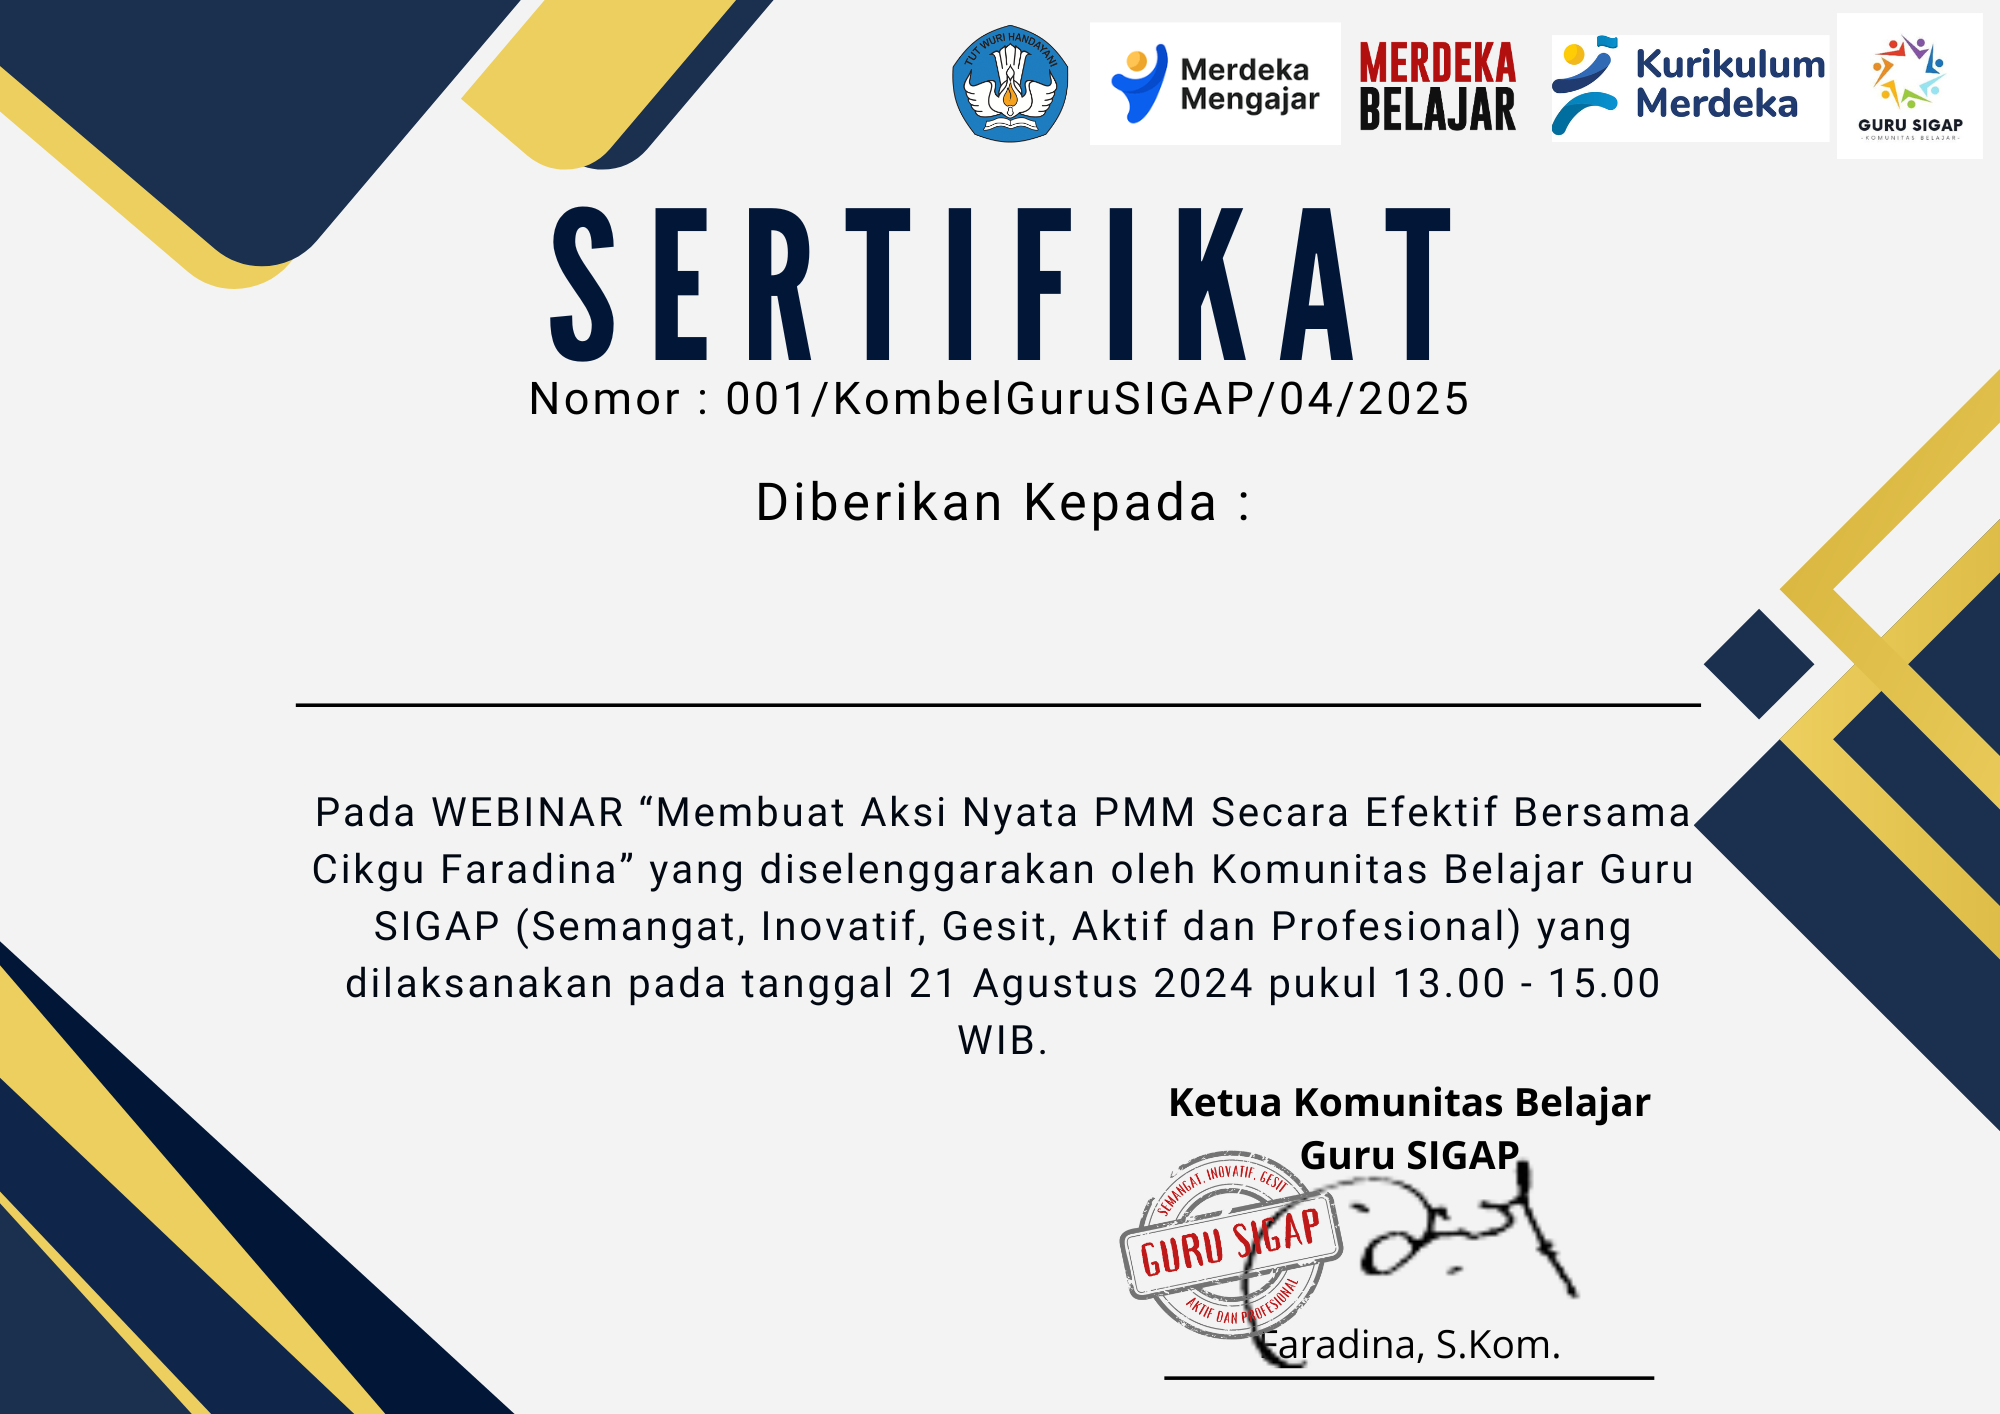 TUT WURI HANDAYANI
Merdeka
Mengajar
MERDEKA
BELAJAR
Kurikulum
Merdeka
GURU SIGAP
-KOMUNITAS BELAJAR-
SERTIFIKAT
Nomor : 001/KombelGuruSIGAP/04/2025
Diberikan Kepada :
Pada WEBINAR “Membuat Aksi Nyata PMM Secara Efektif Bersama
Cikgu Faradina” yang diselenggarakan oleh Komunitas Belajar Guru
SIGAP (Semangat, Inovatif, Gesit, Aktif dan Profesional) yang
dilaksanakan pada tanggal 21 Agustus 2024 pukul 13.00 - 15.00
WIB.
Ketua Komunitas Belajar
Guru SIGAP
SEMANGAT, INOVATIF, GESIT
GURU SIGAP
AKTIF DAN PROFESIONAL
Faradina, S.Kom.